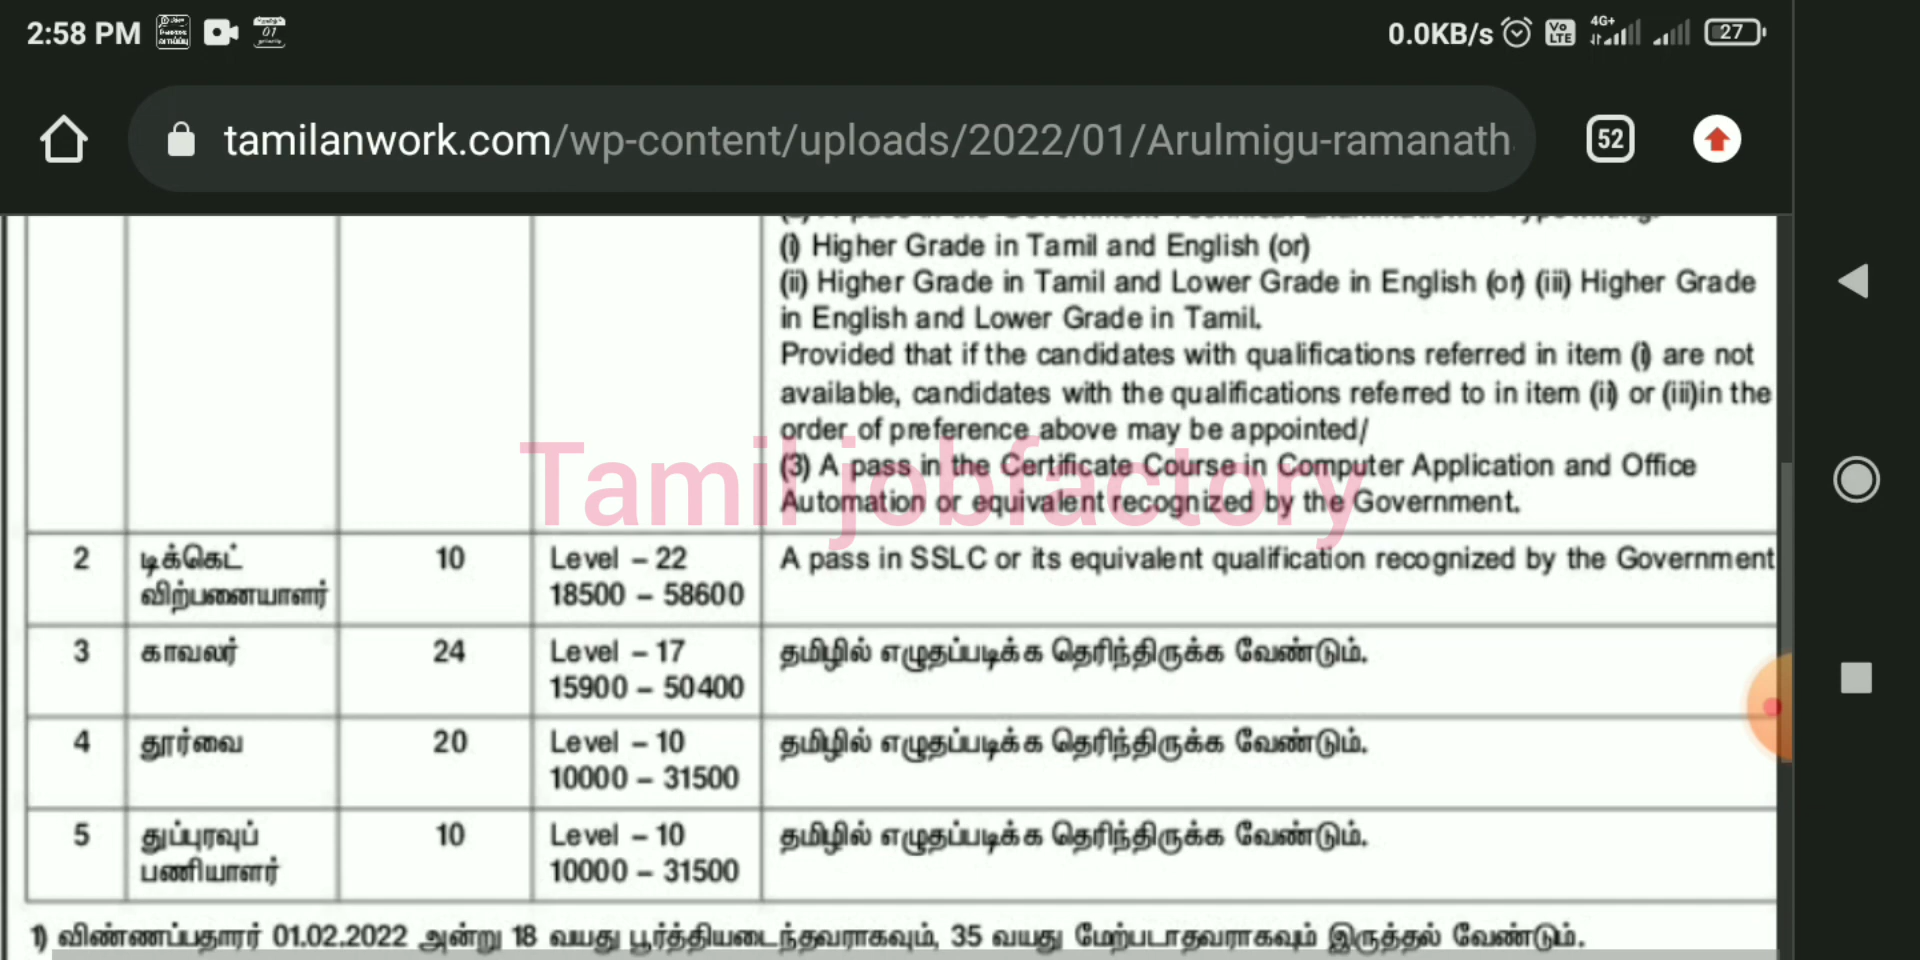 2:58 PM
0.0KB/s 4G+ Vo LTE 27
tamilanwork.com/wp-content/uploads/2022/01/Arulmigu-ramanath
52
(i) Higher Grade in Tamil and English (or)
(ii) Higher Grade in Tamil and Lower Grade in English (or) (iii) Higher Grade
in English and Lower Grade in Tamil.
Provided that if the candidates with qualifications referred in item (i) are not
available, candidates with the qualifications referred to in item (ii) or (iii)in the
order of preference above may be appointed/
(3) A pass in the Certificate Course in Computer Application and Office
Automation or equivalent recognized by the Government.
Tamil jobfactory
2 டிக்கெட் 10 Level – 22 A pass in SSLC or its equivalent qualification recognized by the Government
விற்பனையாளர் 18500 – 58600
3 காவலர் 24 Level – 17 தமிழில் எழுதப்படிக்க தெரிந்திருக்க வேண்டும்.
15900 – 50400
4 தூர்வை 20 Level – 10 தமிழில் எழுதப்படிக்க தெரிந்திருக்க வேண்டும்.
10000 – 31500
5 துப்புரவுப் 10 Level – 10 தமிழில் எழுதப்படிக்க தெரிந்திருக்க வேண்டும்.
பணியாளர் 10000 – 31500
1) விண்ணப்பதாரர் 01.02.2022 அன்று 18 வயது பூர்த்தியடைந்தவராகவும், 35 வயது மேற்படாதவராகவும் இருத்தல் வேண்டும்.